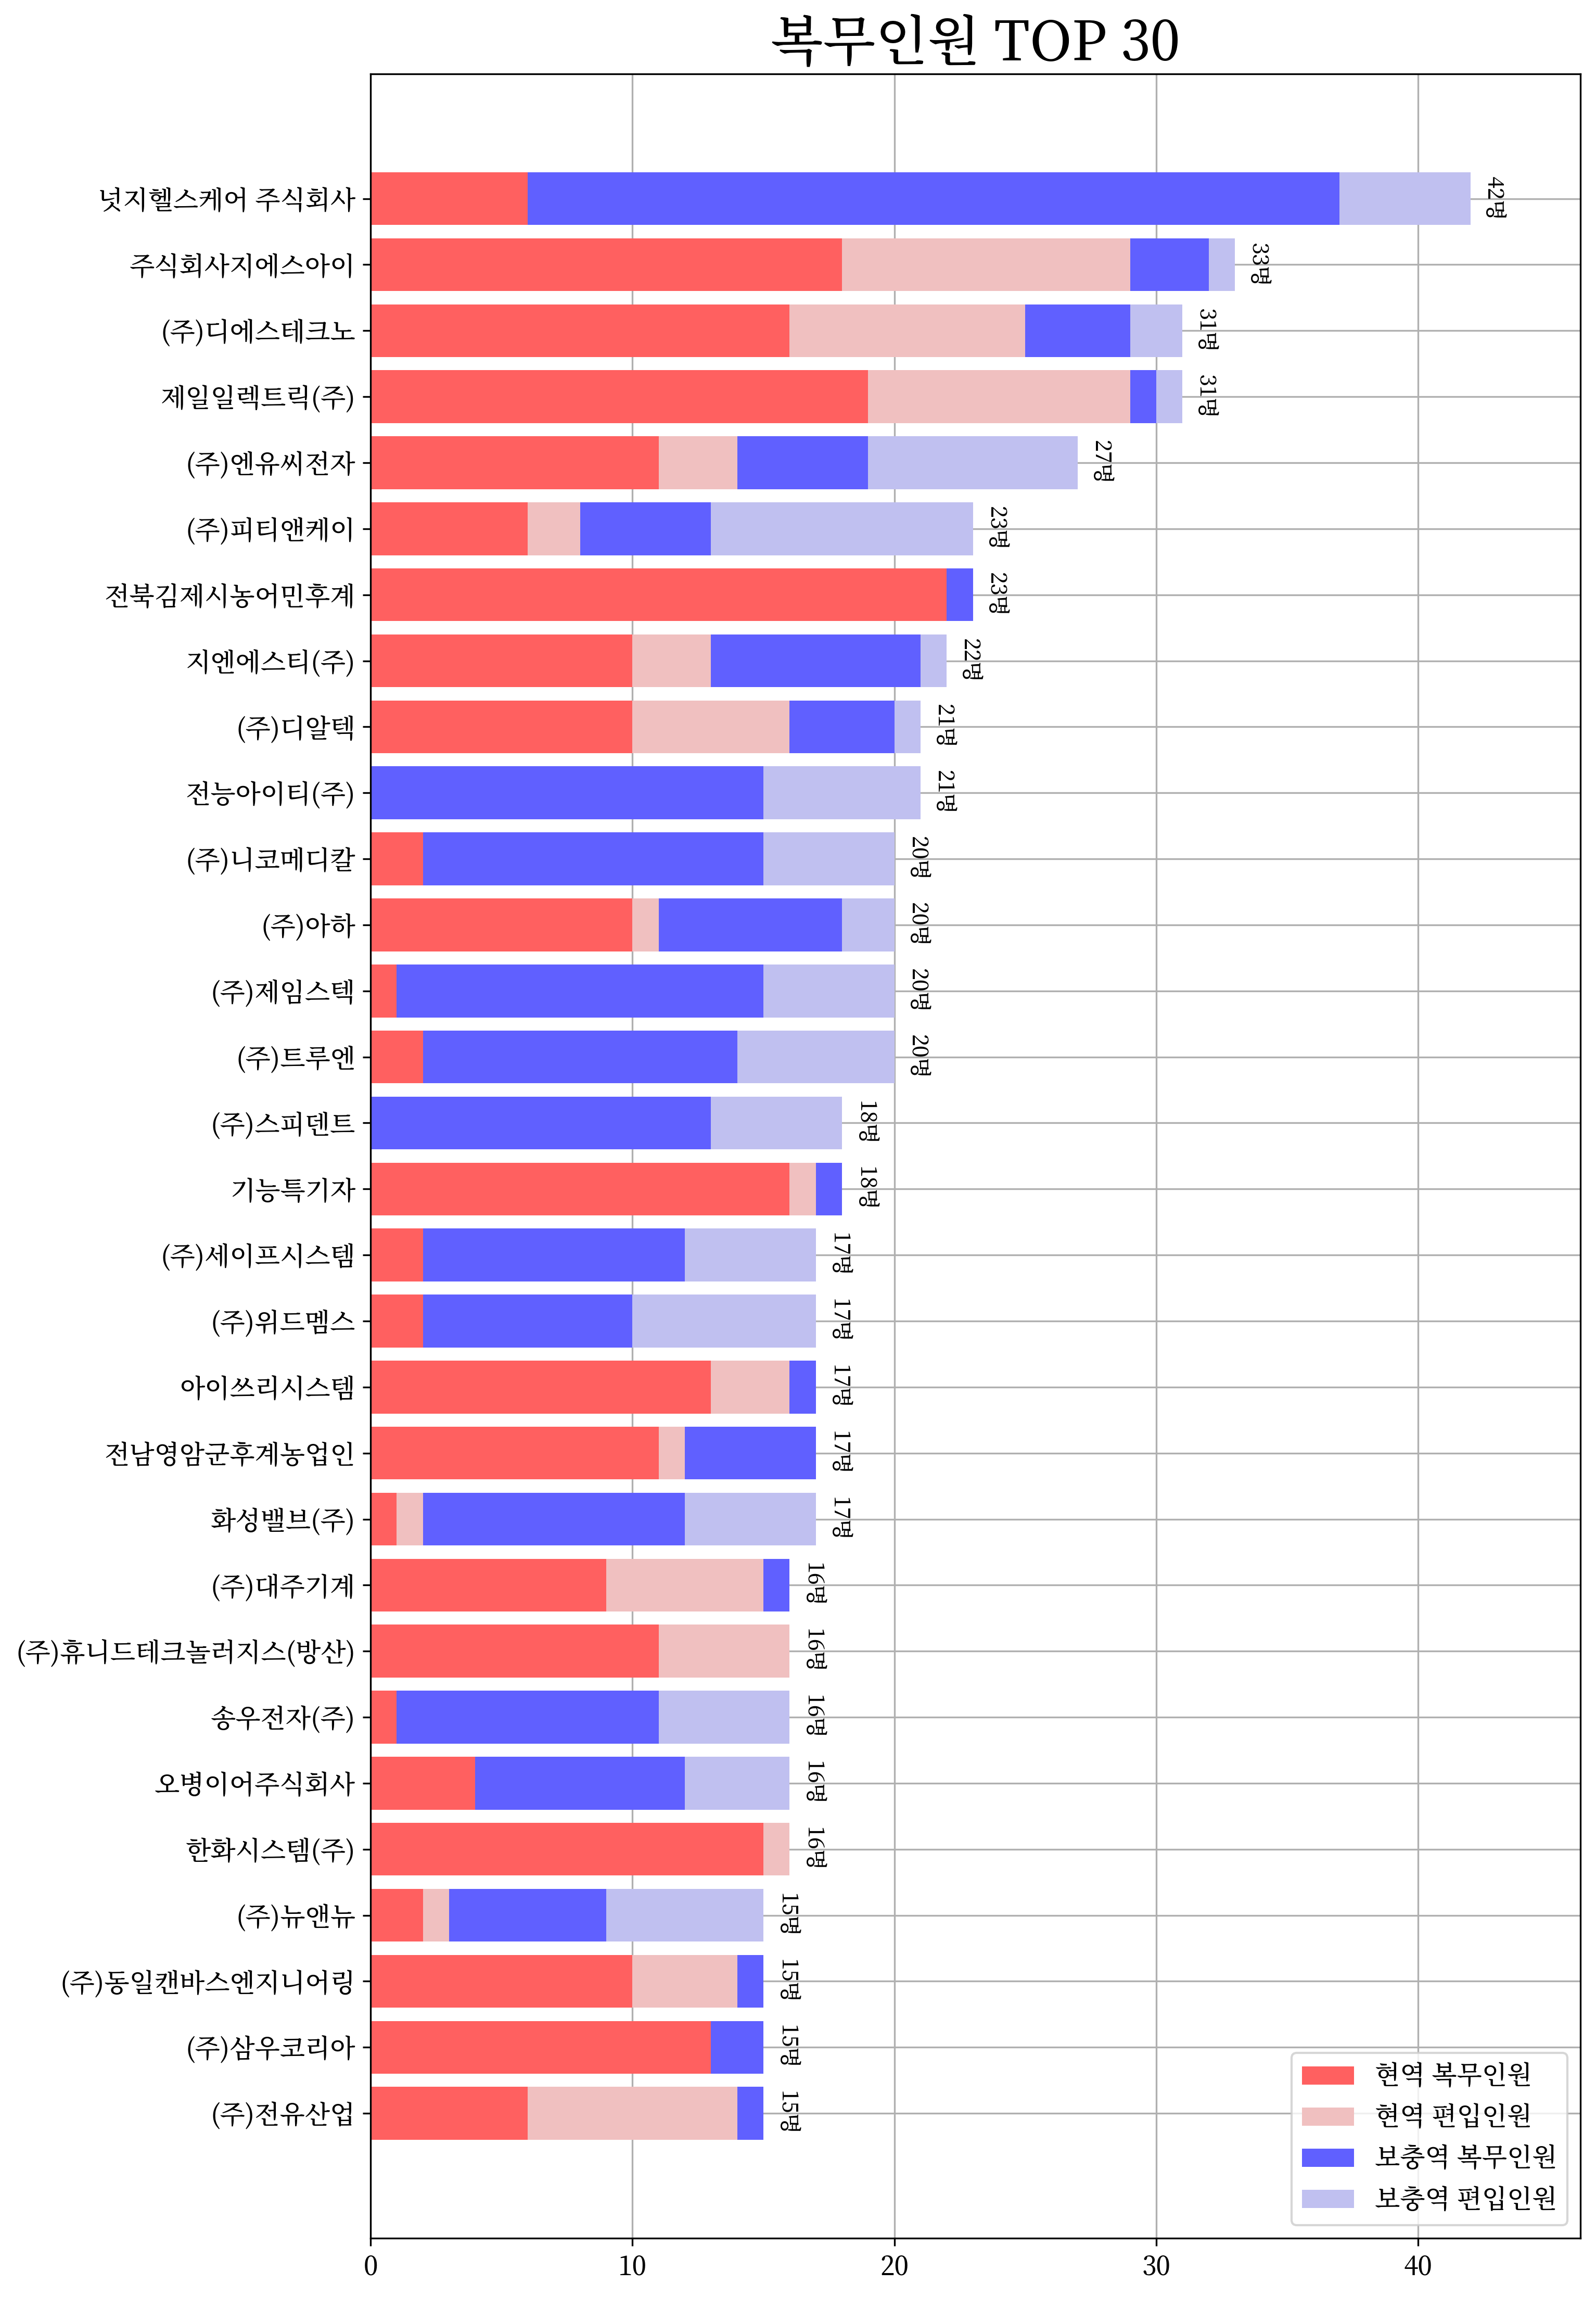 복무인원 TOP 30
넛지헬스케어 주식회사 42명
주식회사지에스아이 33명
(주)디에스테크노 31명
제일일렉트릭(주) 31명
(주)엔유씨전자 27명
(주)피티앤케이 23명
전북김제시농어민후계 23명
지엔에스티(주) 22명
(주)디알텍 21명
전능아이티(주) 21명
(주)니코메디칼 20명
(주)아하 20명
(주)제임스텍 20명
(주)트루엔 20명
(주)스피덴트 18명
기능특기자 18명
(주)세이프시스템 17명
(주)위드멤스 17명
아이쓰리시스템 17명
전남영암군후계농업인 17명
화성밸브(주) 17명
(주)대주기계 16명
(주)휴니드테크놀러지스(방산) 16명
송우전자(주) 16명
오병이어주식회사 16명
한화시스템(주) 16명
(주)뉴앤뉴 15명
(주)동일캔바스엔지니어링 15명
(주)삼우코리아 15명
(주)전유산업 15명
현역 복무인원
현역 편입인원
보충역 복무인원
보충역 편입인원
0 10 20 30 40